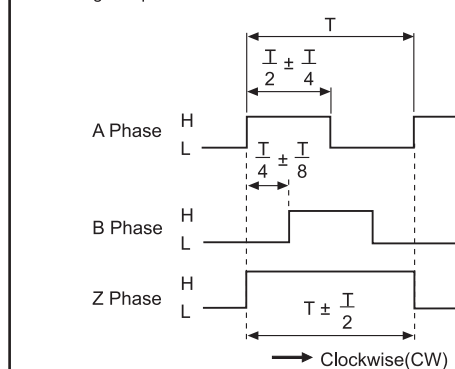 T
T/2 ± T/4
A Phase H L
T/4 ± T/8
B Phase H L
Z Phase H L
T ± T/2
Clockwise(CW)